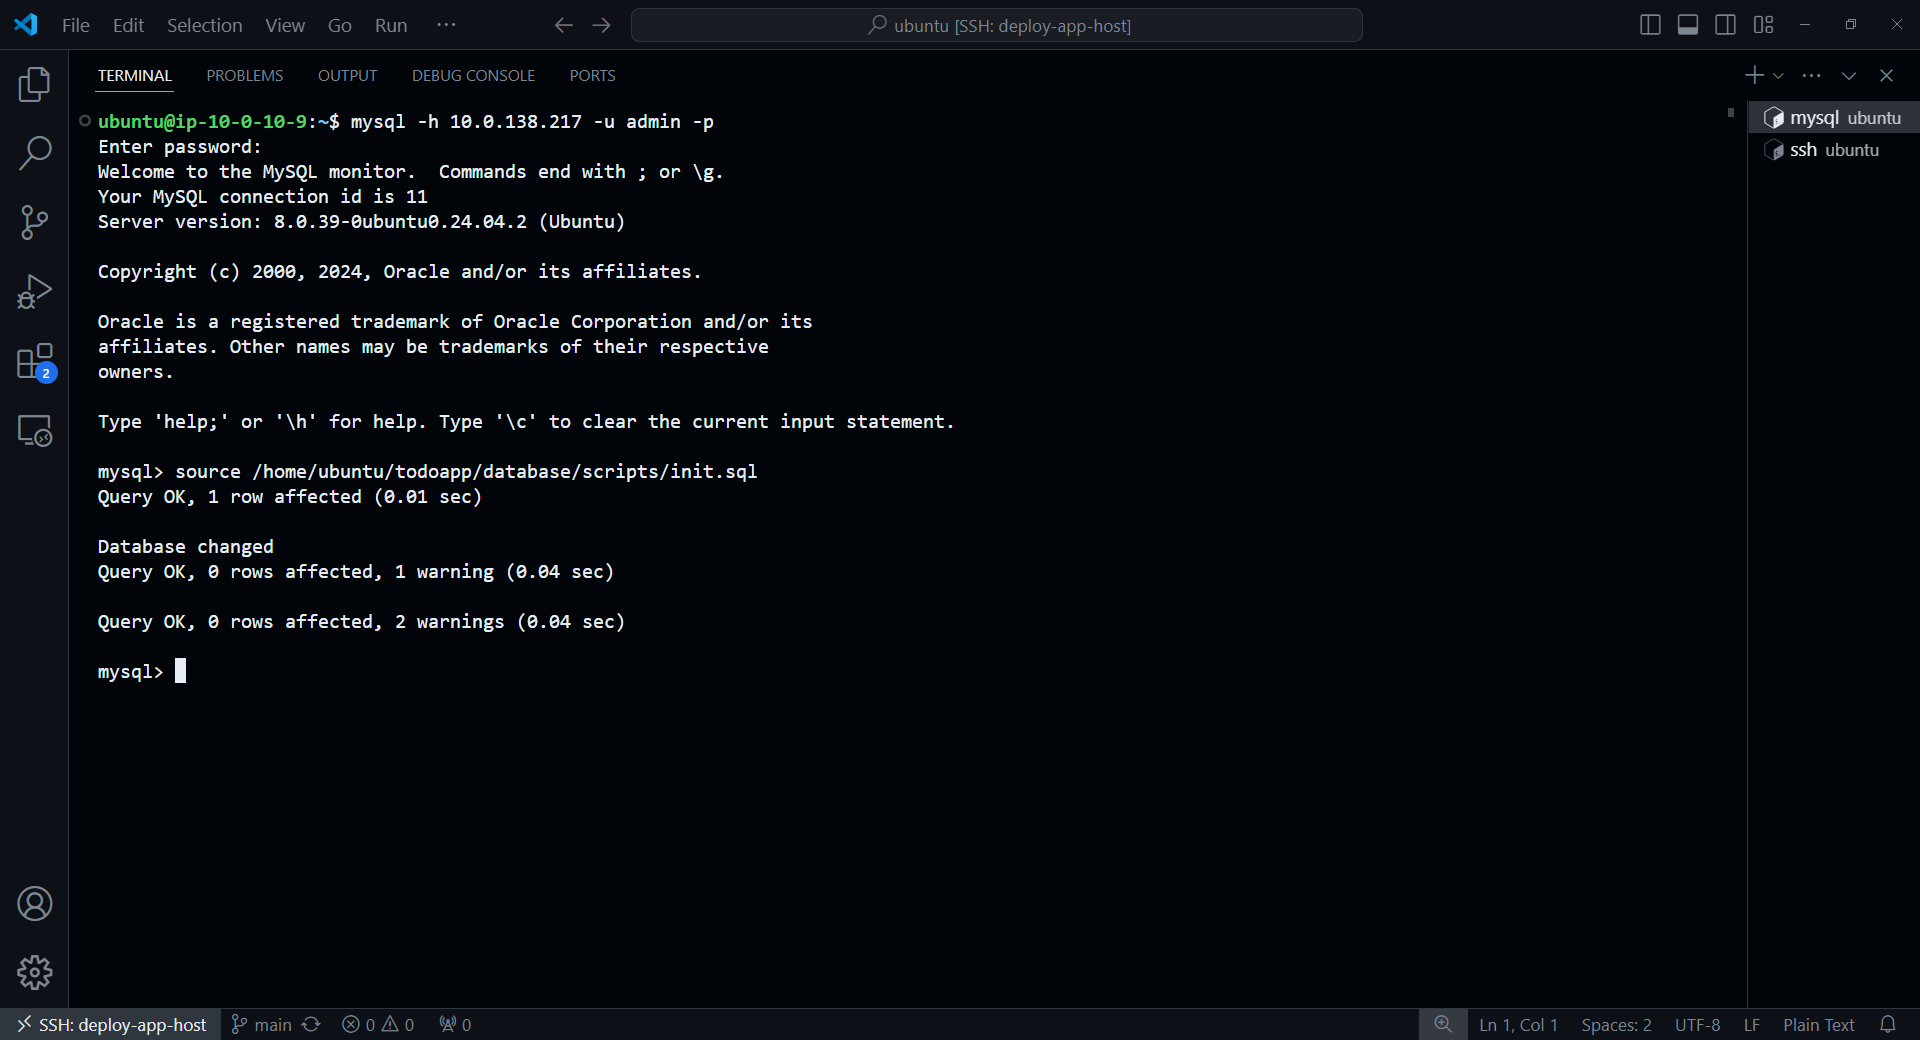 File Edit Selection View Go Run ···
ubuntu [SSH: deploy-app-host]
TERMINAL PROBLEMS OUTPUT DEBUG CONSOLE PORTS
ubuntu@ip-10-0-10-9:~$ mysql -h 10.0.138.217 -u admin -p
Enter password:
Welcome to the MySQL monitor.  Commands end with ; or \g.
Your MySQL connection id is 11
Server version: 8.0.39-0ubuntu0.24.04.2 (Ubuntu)
Copyright (c) 2000, 2024, Oracle and/or its affiliates.
Oracle is a registered trademark of Oracle Corporation and/or its
affiliates. Other names may be trademarks of their respective
owners.
Type 'help;' or '\h' for help. Type '\c' to clear the current input statement.
mysql> source /home/ubuntu/todoapp/database/scripts/init.sql
Query OK, 1 row affected (0.01 sec)
Database changed
Query OK, 0 rows affected, 1 warning (0.04 sec)
Query OK, 0 rows affected, 2 warnings (0.04 sec)
mysql>
mysql ubuntu
ssh ubuntu
2
SSH: deploy-app-host main 0 0 0
Ln 1, Col 1 Spaces: 2 UTF-8 LF Plain Text